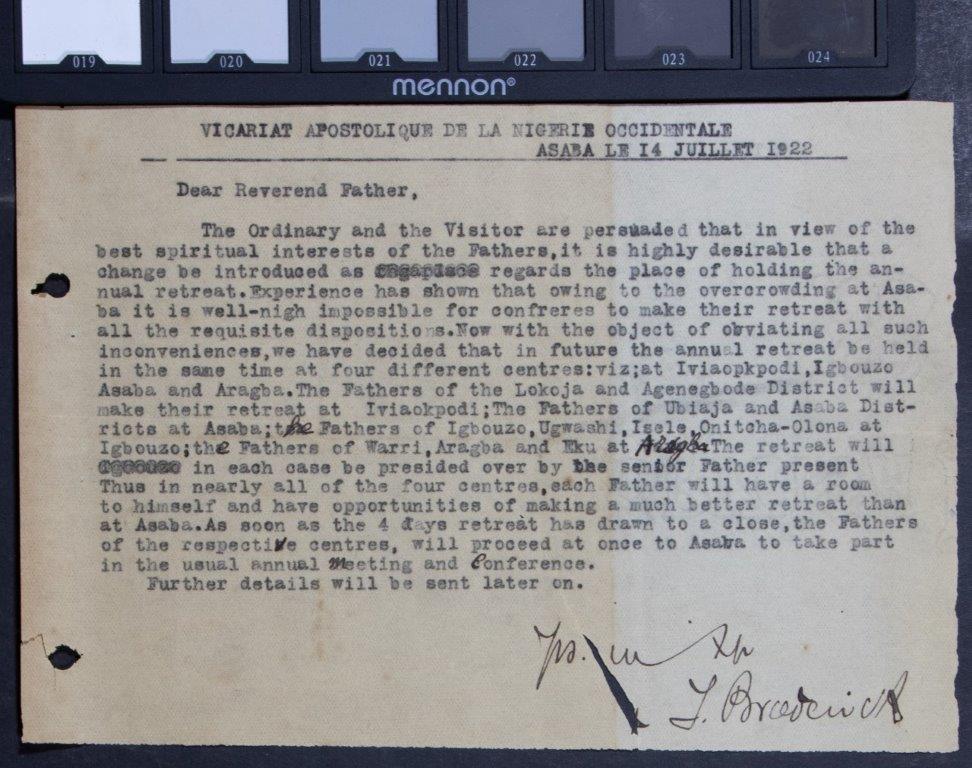 019 020 021 022 023 024
mennon®
VICARIAT APOSTOLIQUE DE LA NIGERIE OCCIDENTALE
ASABA LE I4 JUILLET I922
Dear Reverend Father,
The Ordinary and the Visitor are persuaded that in view of the
best spiritual interests of the Fathers,it is highly desirable that a
change be introduced as regards the place of holding the an-
nual retreat.Experience has shown that owing to the overcrowding at Asa-
ba it is well-nigh impossible for confreres to make their retreat with
all the requisite dispositions.Now with the object of obviating all such
inconveniences,we have decided that in future the annual retreat be held
in the same time at four different centres:viz;at Iviaopkpodi,Igbouzo
Asaba and Aragba.The Fathers of the Lokoja and Agenegbode District will
make their retreat at Iviaokpodi;The Fathers of Ubiaja and Asaba Dist-
ricts at Asaba;the Fathers of Igbouzo,Ugwashi,Isele,Onitcha-Olona at
Igbouzo;the Fathers of Warri,Aragba and Eku at Aragba.The retreat will
in each case be presided over by the senior Father present
Thus in nearly all of the four centres,each Father will have a room
to himself and have opportunities of making a much better retreat than
at Asaba.As soon as the 4 days retreat has drawn to a close,the Fathers
of the respective centres, will proceed at once to Asaba to take part
in the usual annual Meeting and Conference.
Further details will be sent later on.
Yrs. in Xp
T. Broderick